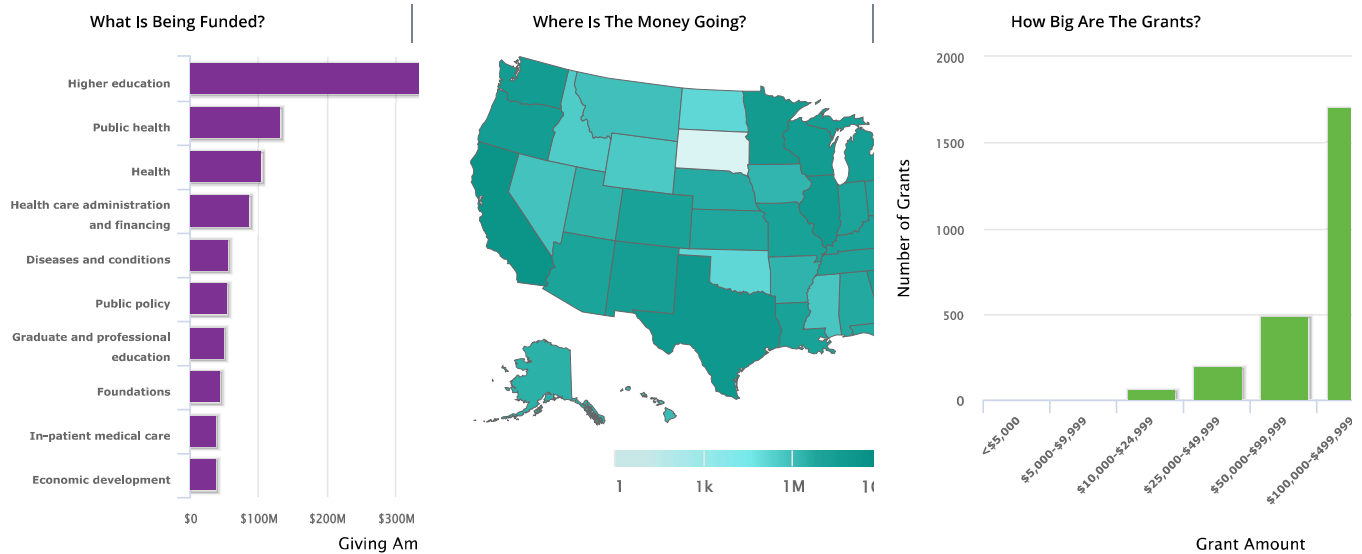 What Is Being Funded?
Higher education
Public health
Health
Health care administration
and financing
Diseases and conditions
Public policy
Graduate and professional
education
Foundations
In-patient medical care
Economic development
$0 $100M $200M $300M
Giving Am
Where Is The Money Going?
1 1k 1M 10
How Big Are The Grants?
Number of Grants
2000
1500
1000
500
0
<$5,000
$5,000-$9,999
$10,000-$24,999
$25,000-$49,999
$50,000-$99,999
$100,000-$499,999
Grant Amount